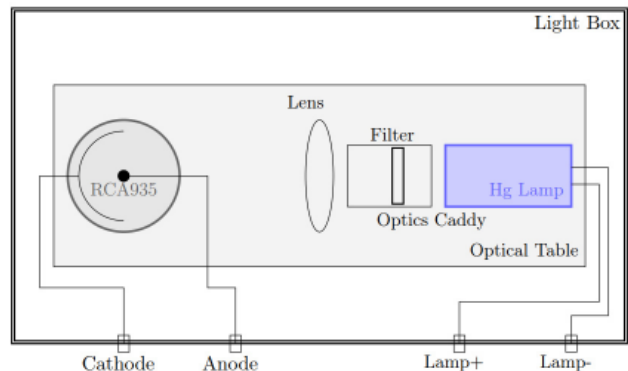 Light Box
Lens
Filter
RCA935
Hg Lamp
Optics Caddy
Optical Table
Cathode
Anode
Lamp+
Lamp-